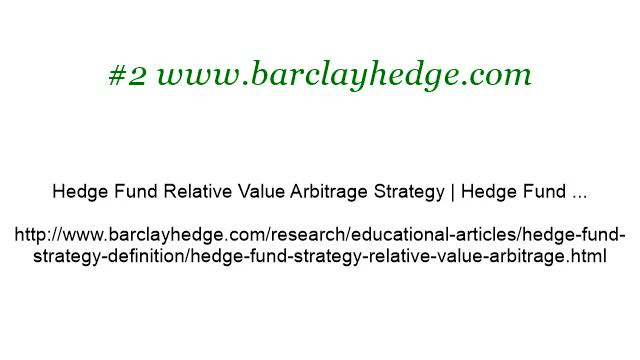 #2 www.barclayhedge.com
Hedge Fund Relative Value Arbitrage Strategy | Hedge Fund ...
http://www.barclayhedge.com/research/educational-articles/hedge-fund-
strategy-definition/hedge-fund-strategy-relative-value-arbitrage.html